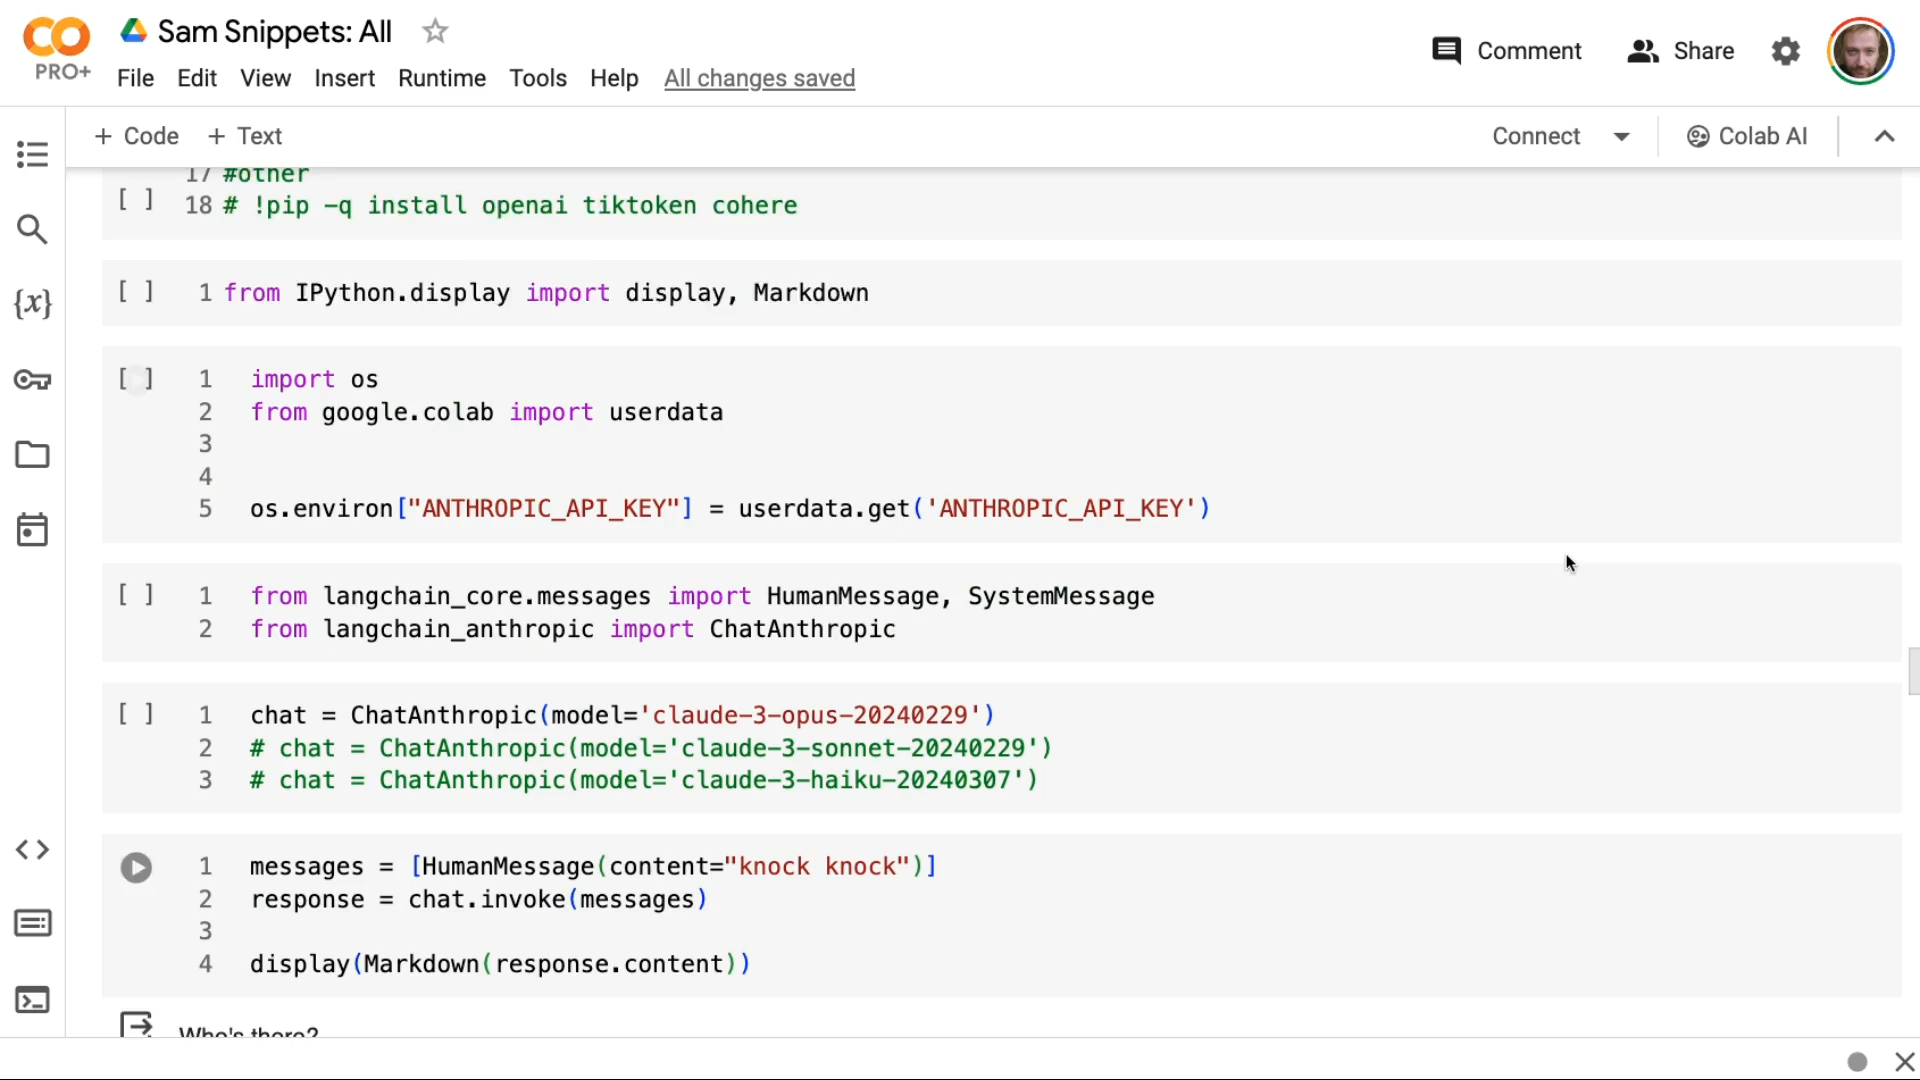 Sam Snippets: All
PRO+
File Edit View Insert Runtime Tools Help All changes saved
Comment
Share
+ Code + Text
Connect
Colab AI
17 #other
[ ] 18 # !pip -q install openai tiktoken cohere
[ ] 1 from IPython.display import display, Markdown
[ ] 1 import os
2 from google.colab import userdata
3
4
5 os.environ["ANTHROPIC_API_KEY"] = userdata.get('ANTHROPIC_API_KEY')
[ ] 1 from langchain_core.messages import HumanMessage, SystemMessage
2 from langchain_anthropic import ChatAnthropic
[ ] 1 chat = ChatAnthropic(model='claude-3-opus-20240229')
2 # chat = ChatAnthropic(model='claude-3-sonnet-20240229')
3 # chat = ChatAnthropic(model='claude-3-haiku-20240307')
1 messages = [HumanMessage(content="knock knock")]
2 response = chat.invoke(messages)
3
4 display(Markdown(response.content))
Who's there?
{x}